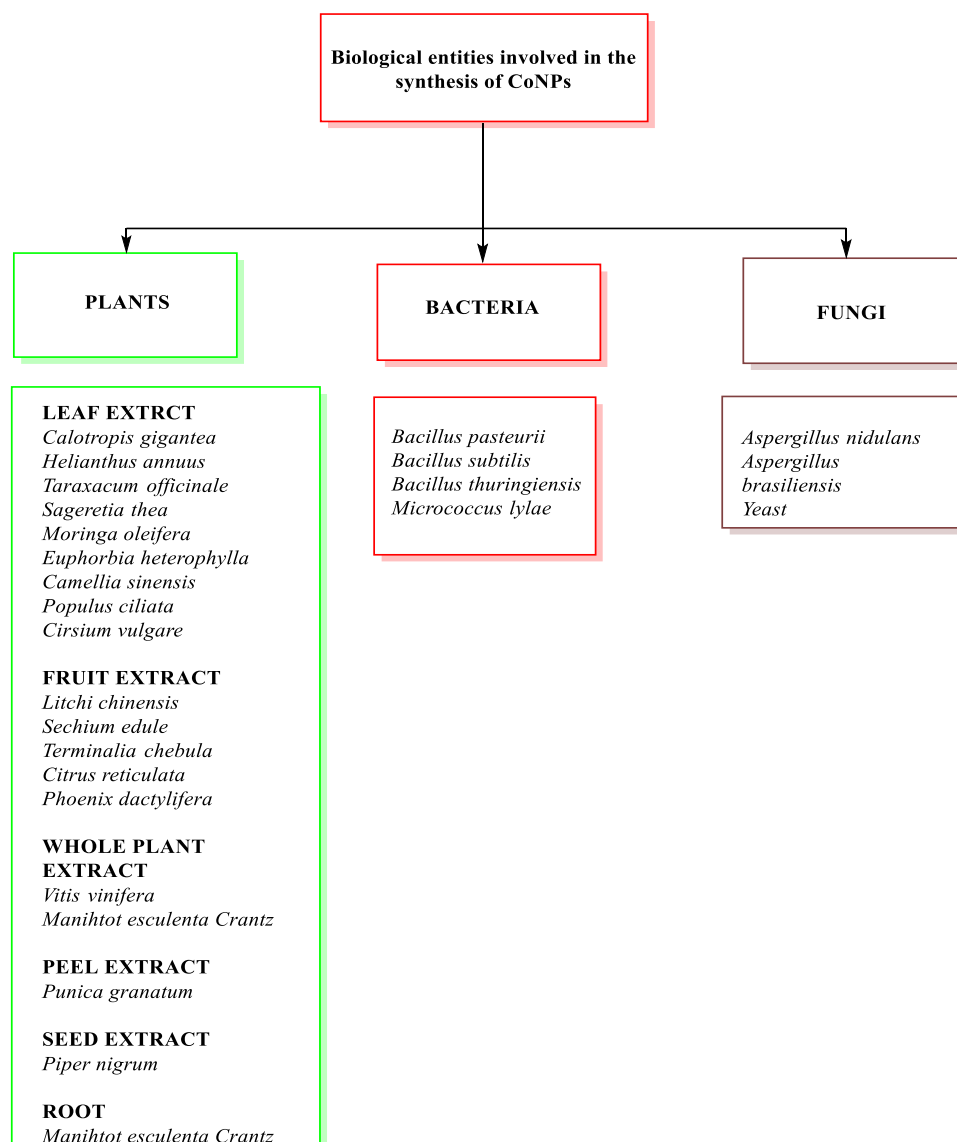 Biological entities involved in the
synthesis of CoNPs
PLANTS
BACTERIA
FUNGI
LEAF EXTRCT
Calotropis gigantea
Helianthus annuus
Taraxacum officinale
Sageretia thea
Moringa oleifera
Euphorbia heterophylla
Camellia sinensis
Populus ciliata
Cirsium vulgare
FRUIT EXTRACT
Litchi chinensis
Sechium edule
Terminalia chebula
Citrus reticulata
Phoenix dactylifera
WHOLE PLANT
EXTRACT
Vitis vinifera
Manihtot esculenta Crantz
PEEL EXTRACT
Punica granatum
SEED EXTRACT
Piper nigrum
ROOT
Manihtot esculenta Crantz
Bacillus pasteurii
Bacillus subtilis
Bacillus thuringiensis
Micrococcus lylae
Aspergillus nidulans
Aspergillus
brasiliensis
Yeast